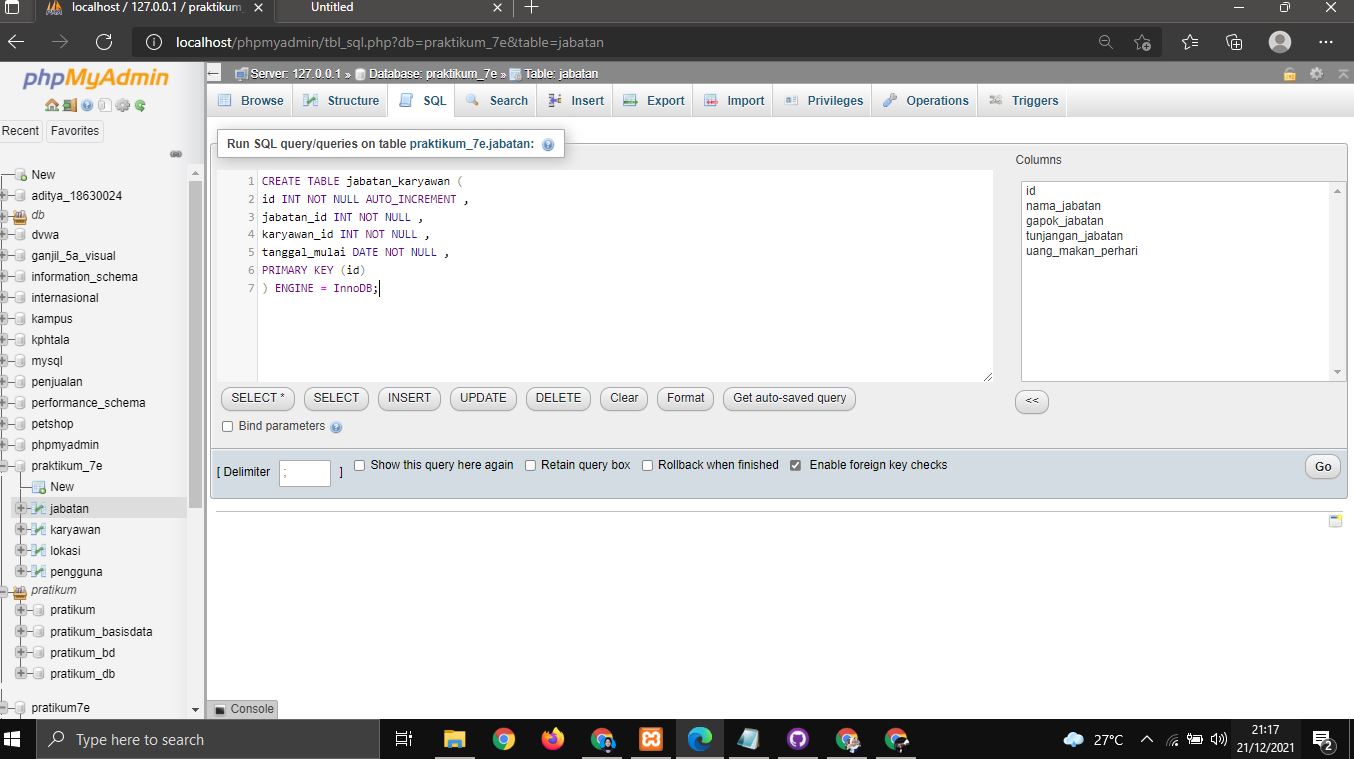 localhost / 127.0.0.1 / praktikum_
Untitled
localhost/phpmyadmin/tbl_sql.php?db=praktikum_7e&table=jabatan
phpMyAdmin
Recent
Favorites
New
aditya_18630024
db
dvwa
ganjil_5a_visual
information_schema
internasional
kampus
kphtala
mysql
penjualan
performance_schema
petshop
phpmyadmin
praktikum_7e
New
jabatan
karyawan
lokasi
pengguna
pratikum
pratikum
pratikum_basisdata
pratikum_bd
pratikum_db
pratikum7e
Server: 127.0.0.1 » Database: praktikum_7e » Table: jabatan
Browse Structure SQL Search Insert Export Import Privileges Operations Triggers
Run SQL query/queries on table praktikum_7e.jabatan:
1 CREATE TABLE jabatan_karyawan (
2 id INT NOT NULL AUTO_INCREMENT ,
3 jabatan_id INT NOT NULL ,
4 karyawan_id INT NOT NULL ,
5 tanggal_mulai DATE NOT NULL ,
6 PRIMARY KEY (id)
7 ) ENGINE = InnoDB;
Columns
id
nama_jabatan
gapok_jabatan
tunjangan_jabatan
uang_makan_perhari
SELECT * SELECT INSERT UPDATE DELETE Clear Format Get auto-saved query
<<
Bind parameters
[ Delimiter ; ] Show this query here again Retain query box Rollback when finished Enable foreign key checks
Go
Console
Type here to search
27°C
21:17
21/12/2021
2